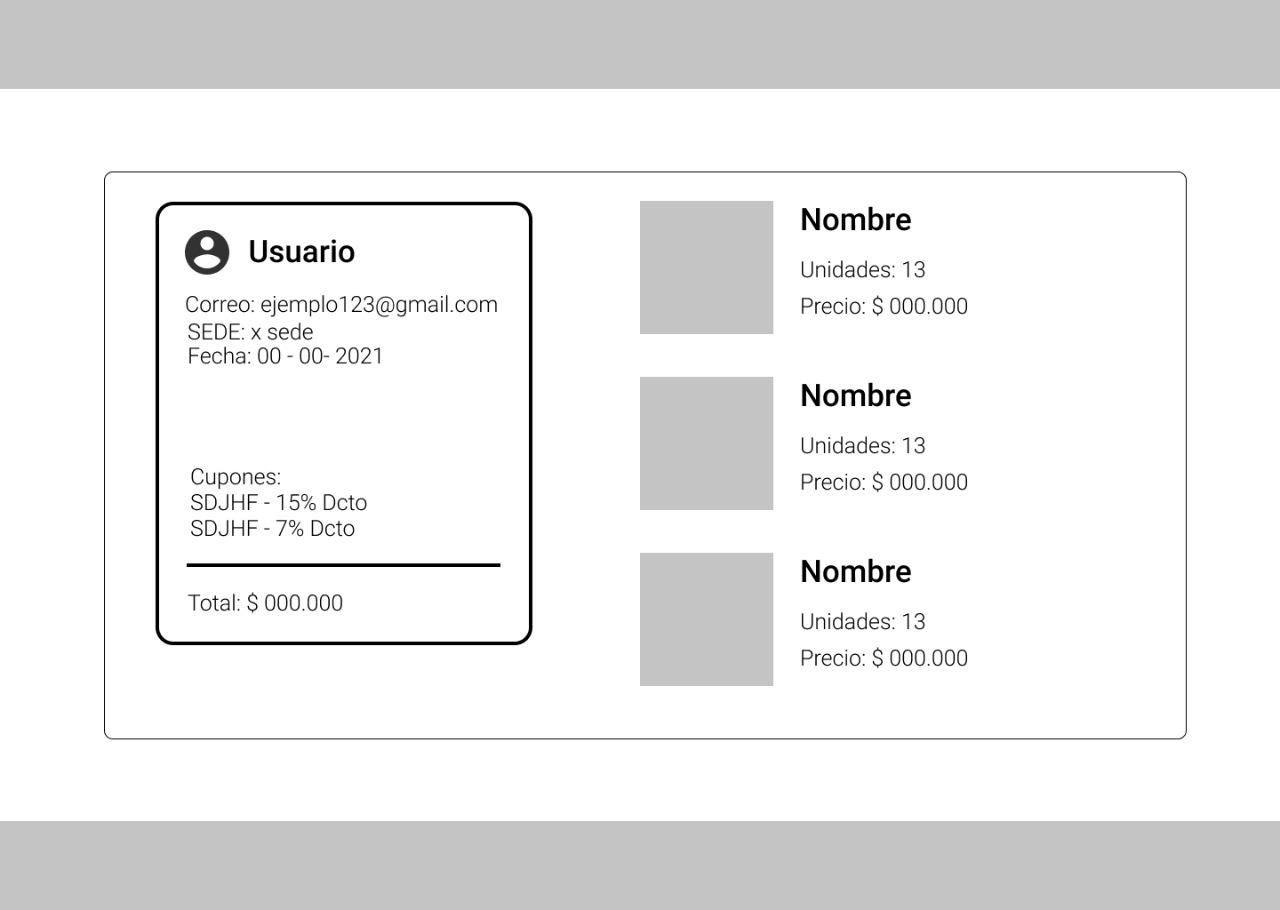 Usuario
Correo: ejemplo123@gmail.com
SEDE: x sede
Fecha: 00 - 00- 2021
Cupones:
SDJHF - 15% Dcto
SDJHF - 7% Dcto
Total: $ 000.000
Nombre
Unidades: 13
Precio: $ 000.000
Nombre
Unidades: 13
Precio: $ 000.000
Nombre
Unidades: 13
Precio: $ 000.000